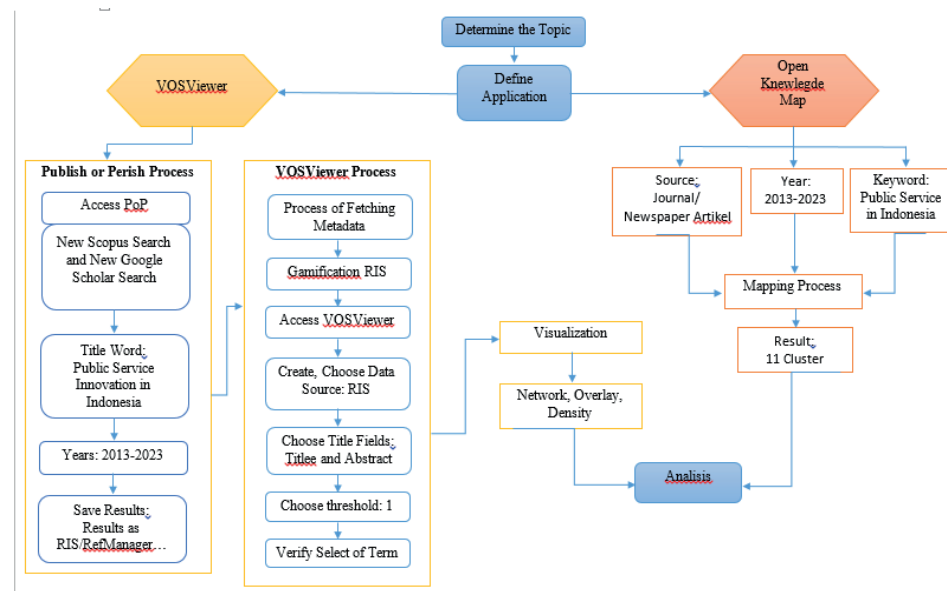 Determine the Topic
Define
Application
VOSViewer
Open
Knewlegde
Map
Publish or Perish Process
Access PoP
New Scopus Search
and New Google
Scholar Search
Title Word:
Public Service
Innovation in
Indonesia
Years: 2013-2023
Save Results:
Results as
RIS/RefManager...
VOSViewer Process
Process of Fetching
Metadata
Gamification RIS
Access VOSViewer
Create, Choose Data
Source: RIS
Choose Title Fields:
Titlee and Abstract
Choose threshold: 1
Verify Select of Term
Visualization
Network, Overlay,
Density
Source:
Journal/
Newspaper Artikel
Year:
2013-2023
Keyword:
Public Service
in Indonesia
Mapping Process
Result:
11 Cluster
Analisis